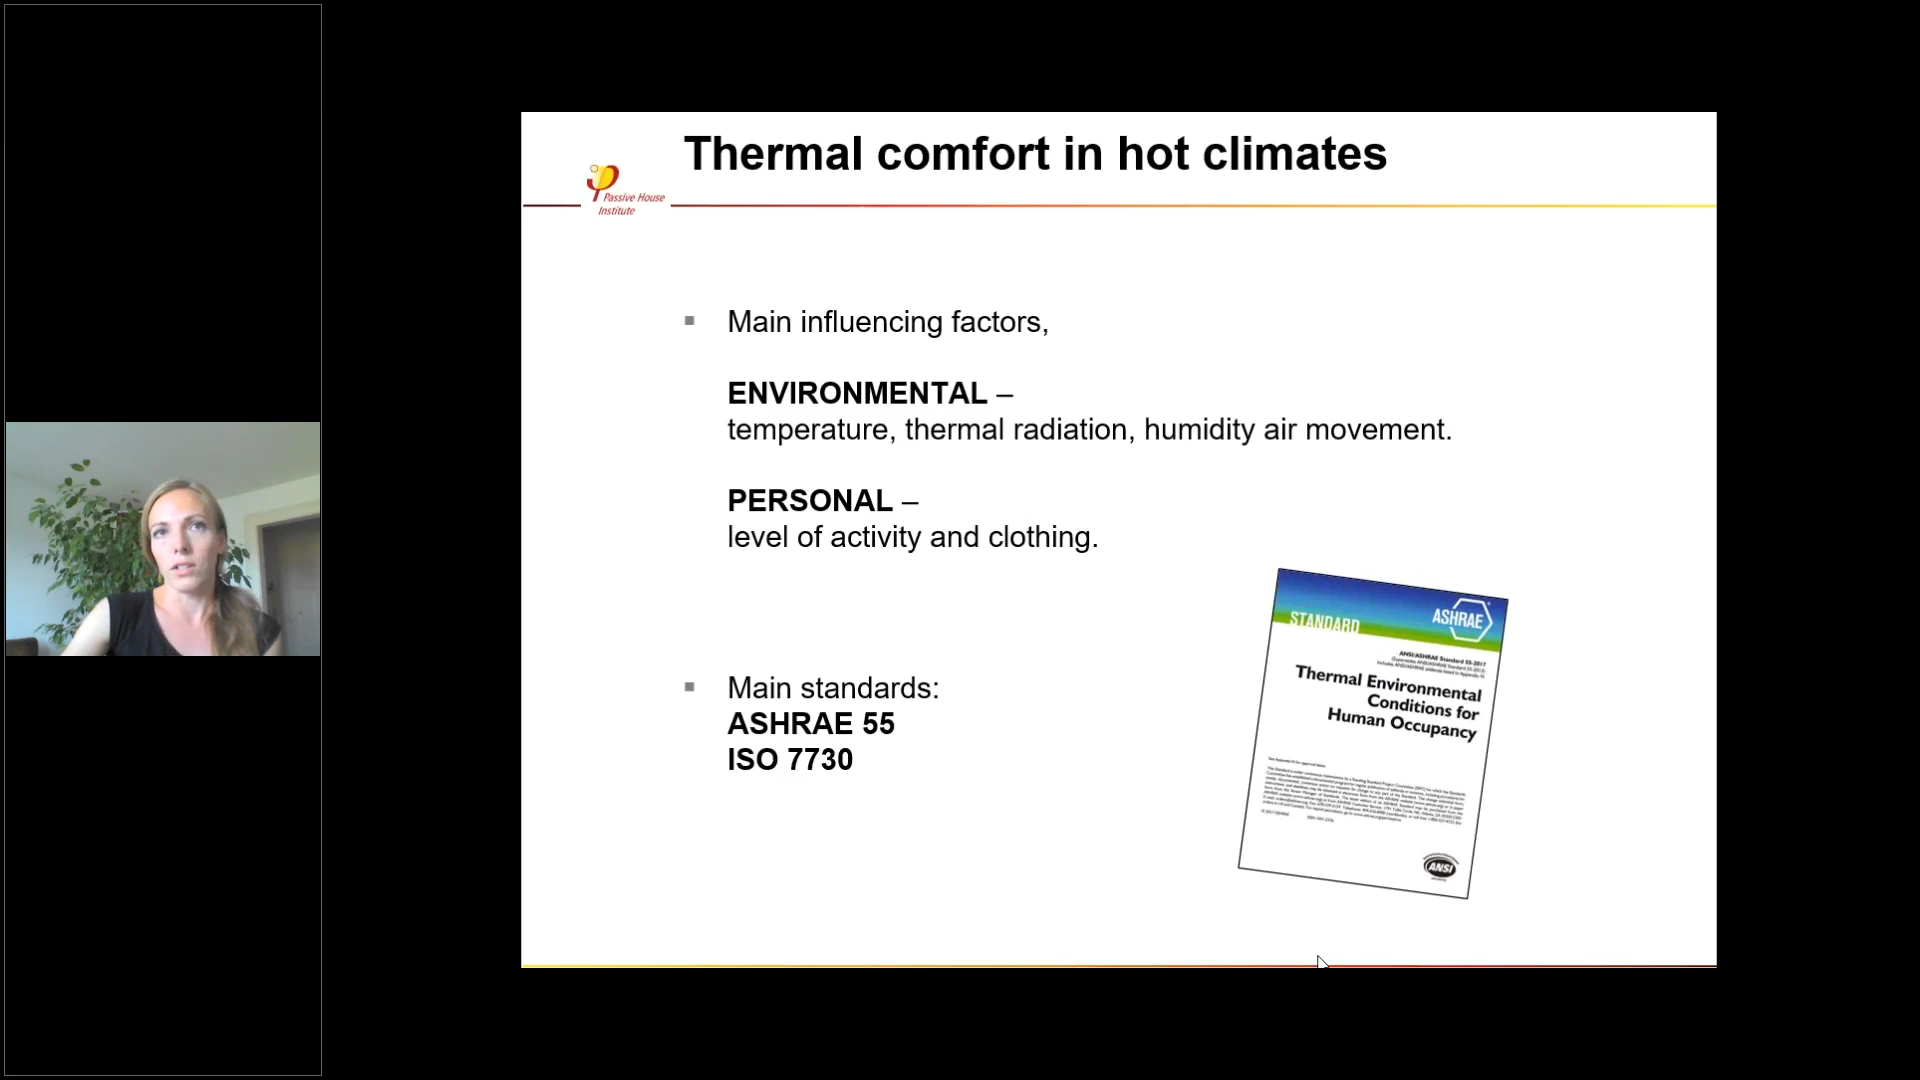 Thermal comfort in hot climates
Passive House
Institute
Main influencing factors,
ENVIRONMENTAL –
temperature, thermal radiation, humidity air movement.
PERSONAL –
level of activity and clothing.
Main standards:
ASHRAE 55
ISO 7730
STANDARD
ASHRAE
ANSI/ASHRAE Standard 55-2017
Thermal Environmental
Conditions for
Human Occupancy
ANSI